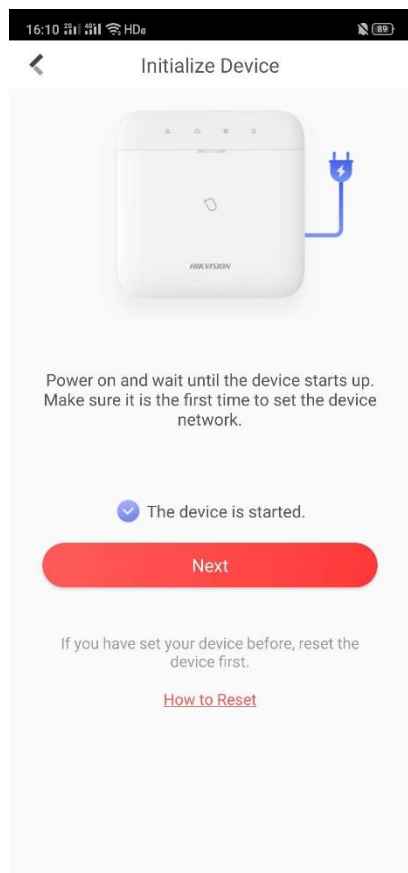 16:10 2G 4G HD
89
Initialize Device
HIKVISION
Power on and wait until the device starts up.
Make sure it is the first time to set the device
network.
The device is started.
Next
If you have set your device before, reset the
device first.
How to Reset